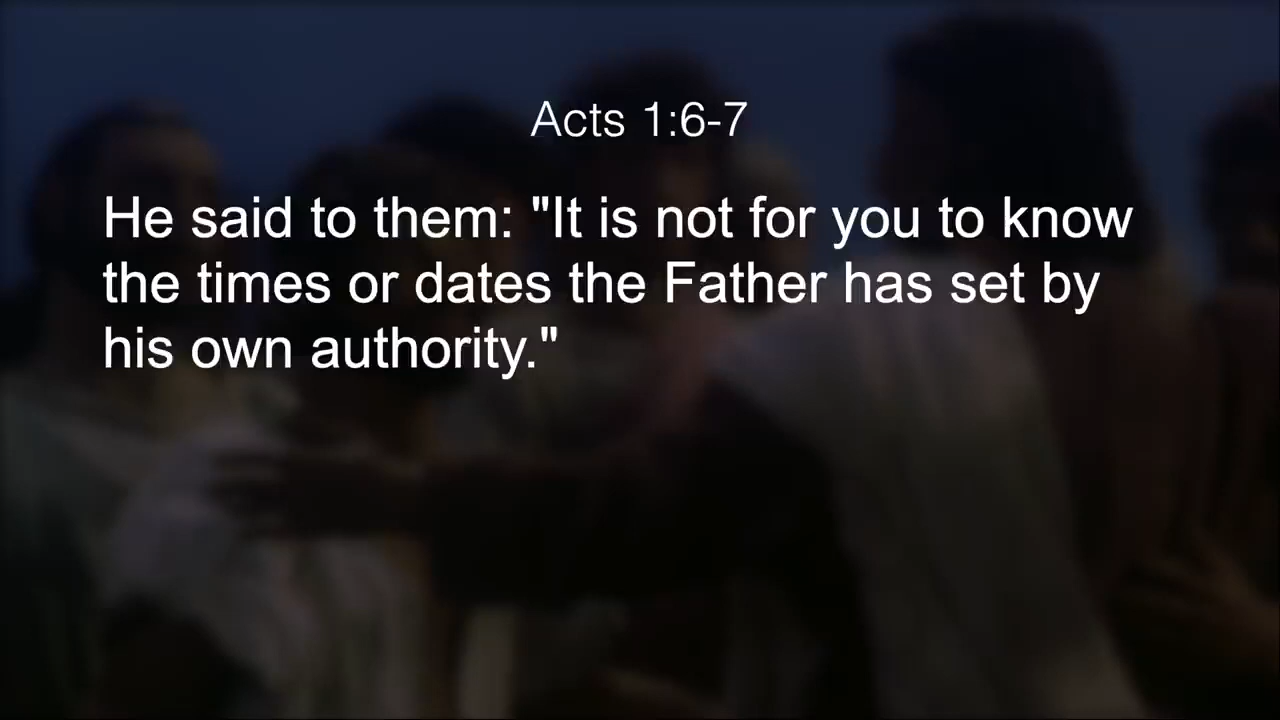 Acts 1:6-7
He said to them: "It is not for you to know
the times or dates the Father has set by
his own authority."